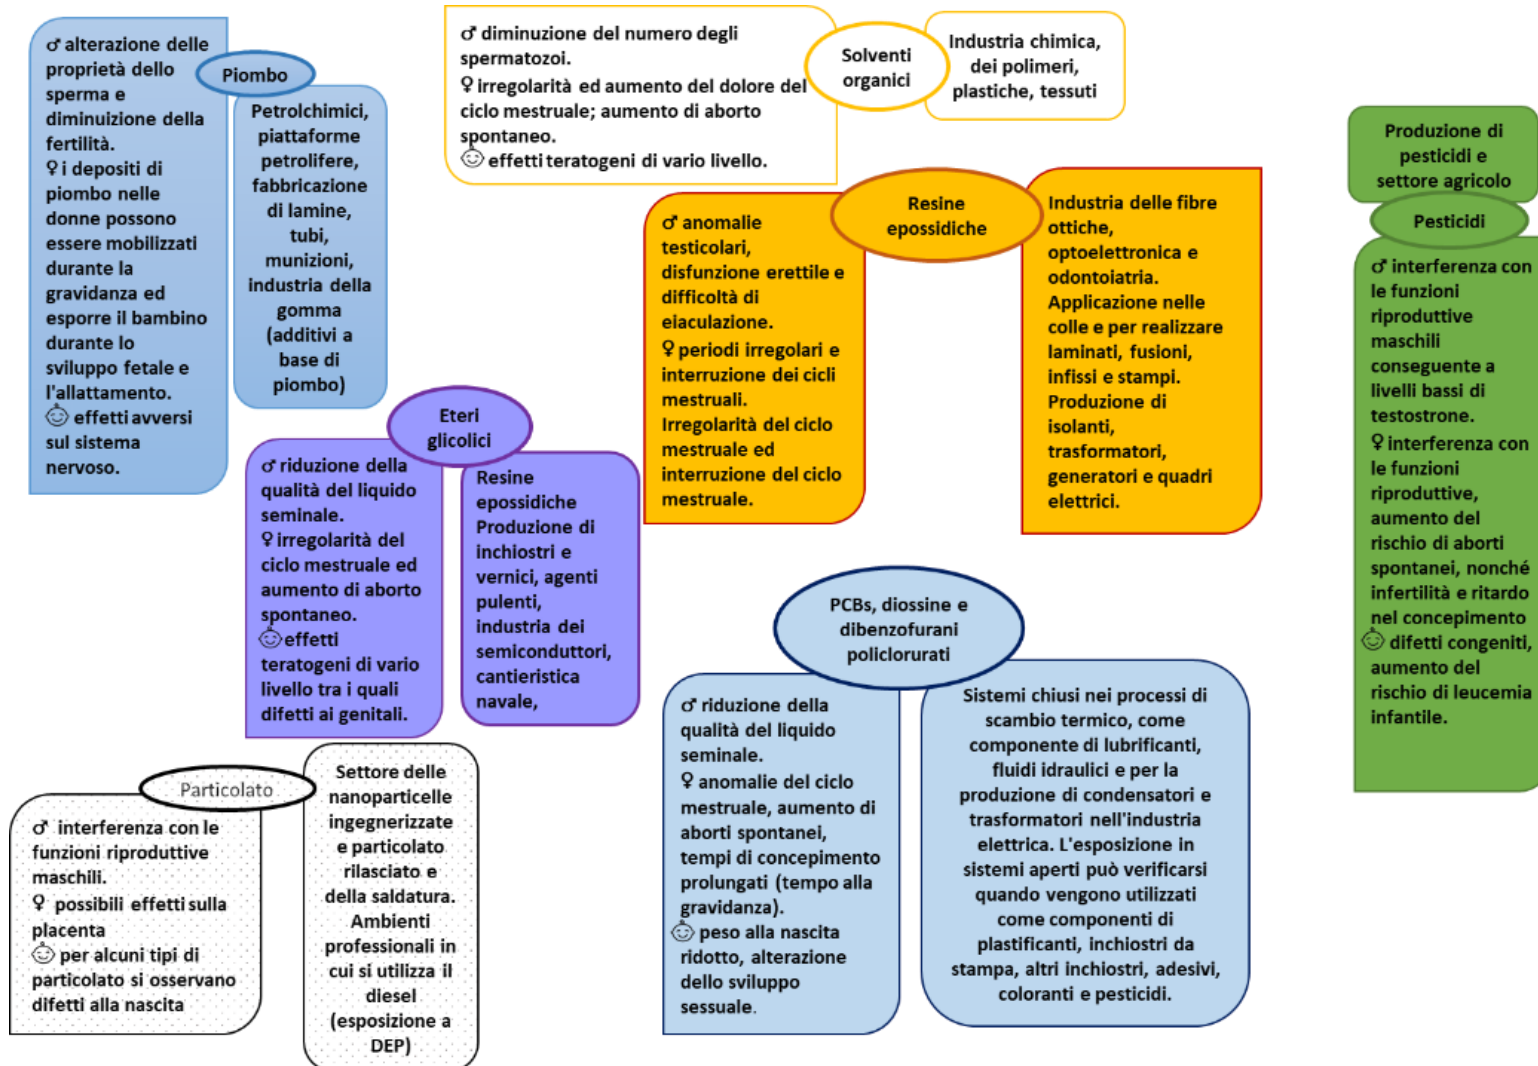 Piombo
♂ alterazione delle
proprietà dello
sperma e
diminuizione della
fertilità.
♀ i depositi di
piombo nelle
donne possono
essere mobilizzati
durante la
gravidanza ed
esporre il bambino
durante lo
sviluppo fetale e
l'allattamento.
effetti avversi
sul sistema
nervoso.
Petrolchimici,
piattaforme
petrolifere,
fabbricazione
di lamine,
tubi,
munizioni,
industria della
gomma
(additivi a
base di
piombo)
Solventi
organici
♂ diminuzione del numero degli
spermatozoi.
♀ irregolarità ed aumento del dolore del
ciclo mestruale; aumento di aborto
spontaneo.
effetti teratogeni di vario livello.
Industria chimica,
dei polimeri,
plastiche, tessuti
Resine
epossidiche
♂ anomalie
testicolari,
disfunzione erettile e
difficoltà di
eiaculazione.
♀ periodi irregolari e
interruzione dei cicli
mestruali.
Irregolarità del ciclo
mestruale ed
interruzione del ciclo
mestruale.
Industria delle fibre
ottiche,
optoelettronica e
odontoiatria.
Applicazione nelle
colle e per realizzare
laminati, fusioni,
infissi e stampi.
Produzione di
isolanti,
trasformatori,
generatori e quadri
elettrici.
Produzione di
pesticidi e
settore agricolo
Pesticidi
♂ interferenza con
le funzioni
riproduttive
maschili
conseguente a
livelli bassi di
testostrone.
♀ interferenza con
le funzioni
riproduttive,
aumento del
rischio di aborti
spontanei, nonché
infertilità e ritardo
nel concepimento
difetti congeniti,
aumento del
rischio di leucemia
infantile.
Eteri
glicolici
♂ riduzione della
qualità del liquido
seminale.
♀ irregolarità del
ciclo mestruale ed
aumento di aborto
spontaneo.
effetti
teratogeni di vario
livello tra i quali
difetti ai genitali.
Resine
epossidiche
Produzione di
inchiostri e
vernici, agenti
pulenti,
industria dei
semiconduttori,
cantieristica
navale,
PCBs, diossine e
dibenzofurani
policlorurati
♂ riduzione della
qualità del liquido
seminale.
♀ anomalie del ciclo
mestruale, aumento di
aborti spontanei,
tempi di concepimento
prolungati (tempo alla
gravidanza).
peso alla nascita
ridotto, alterazione
dello sviluppo
sessuale.
Sistemi chiusi nei processi di
scambio termico, come
componente di lubrificanti,
fluidi idraulici e per la
produzione di condensatori e
trasformatori nell'industria
elettrica. L'esposizione in
sistemi aperti può verificarsi
quando vengono utilizzati
come componenti di
plastificanti, inchiostri da
stampa, altri inchiostri, adesivi,
coloranti e pesticidi.
Particolato
♂ interferenza con le
funzioni riproduttive
maschili.
♀ possibili effetti sulla
placenta
per alcuni tipi di
particolato si osservano
difetti alla nascita
Settore delle
nanoparticelle
ingegnerizzate
e particolato
rilasciato e
della saldatura.
Ambienti
professionali in
cui si utilizza il
diesel
(esposizione a
DEP)